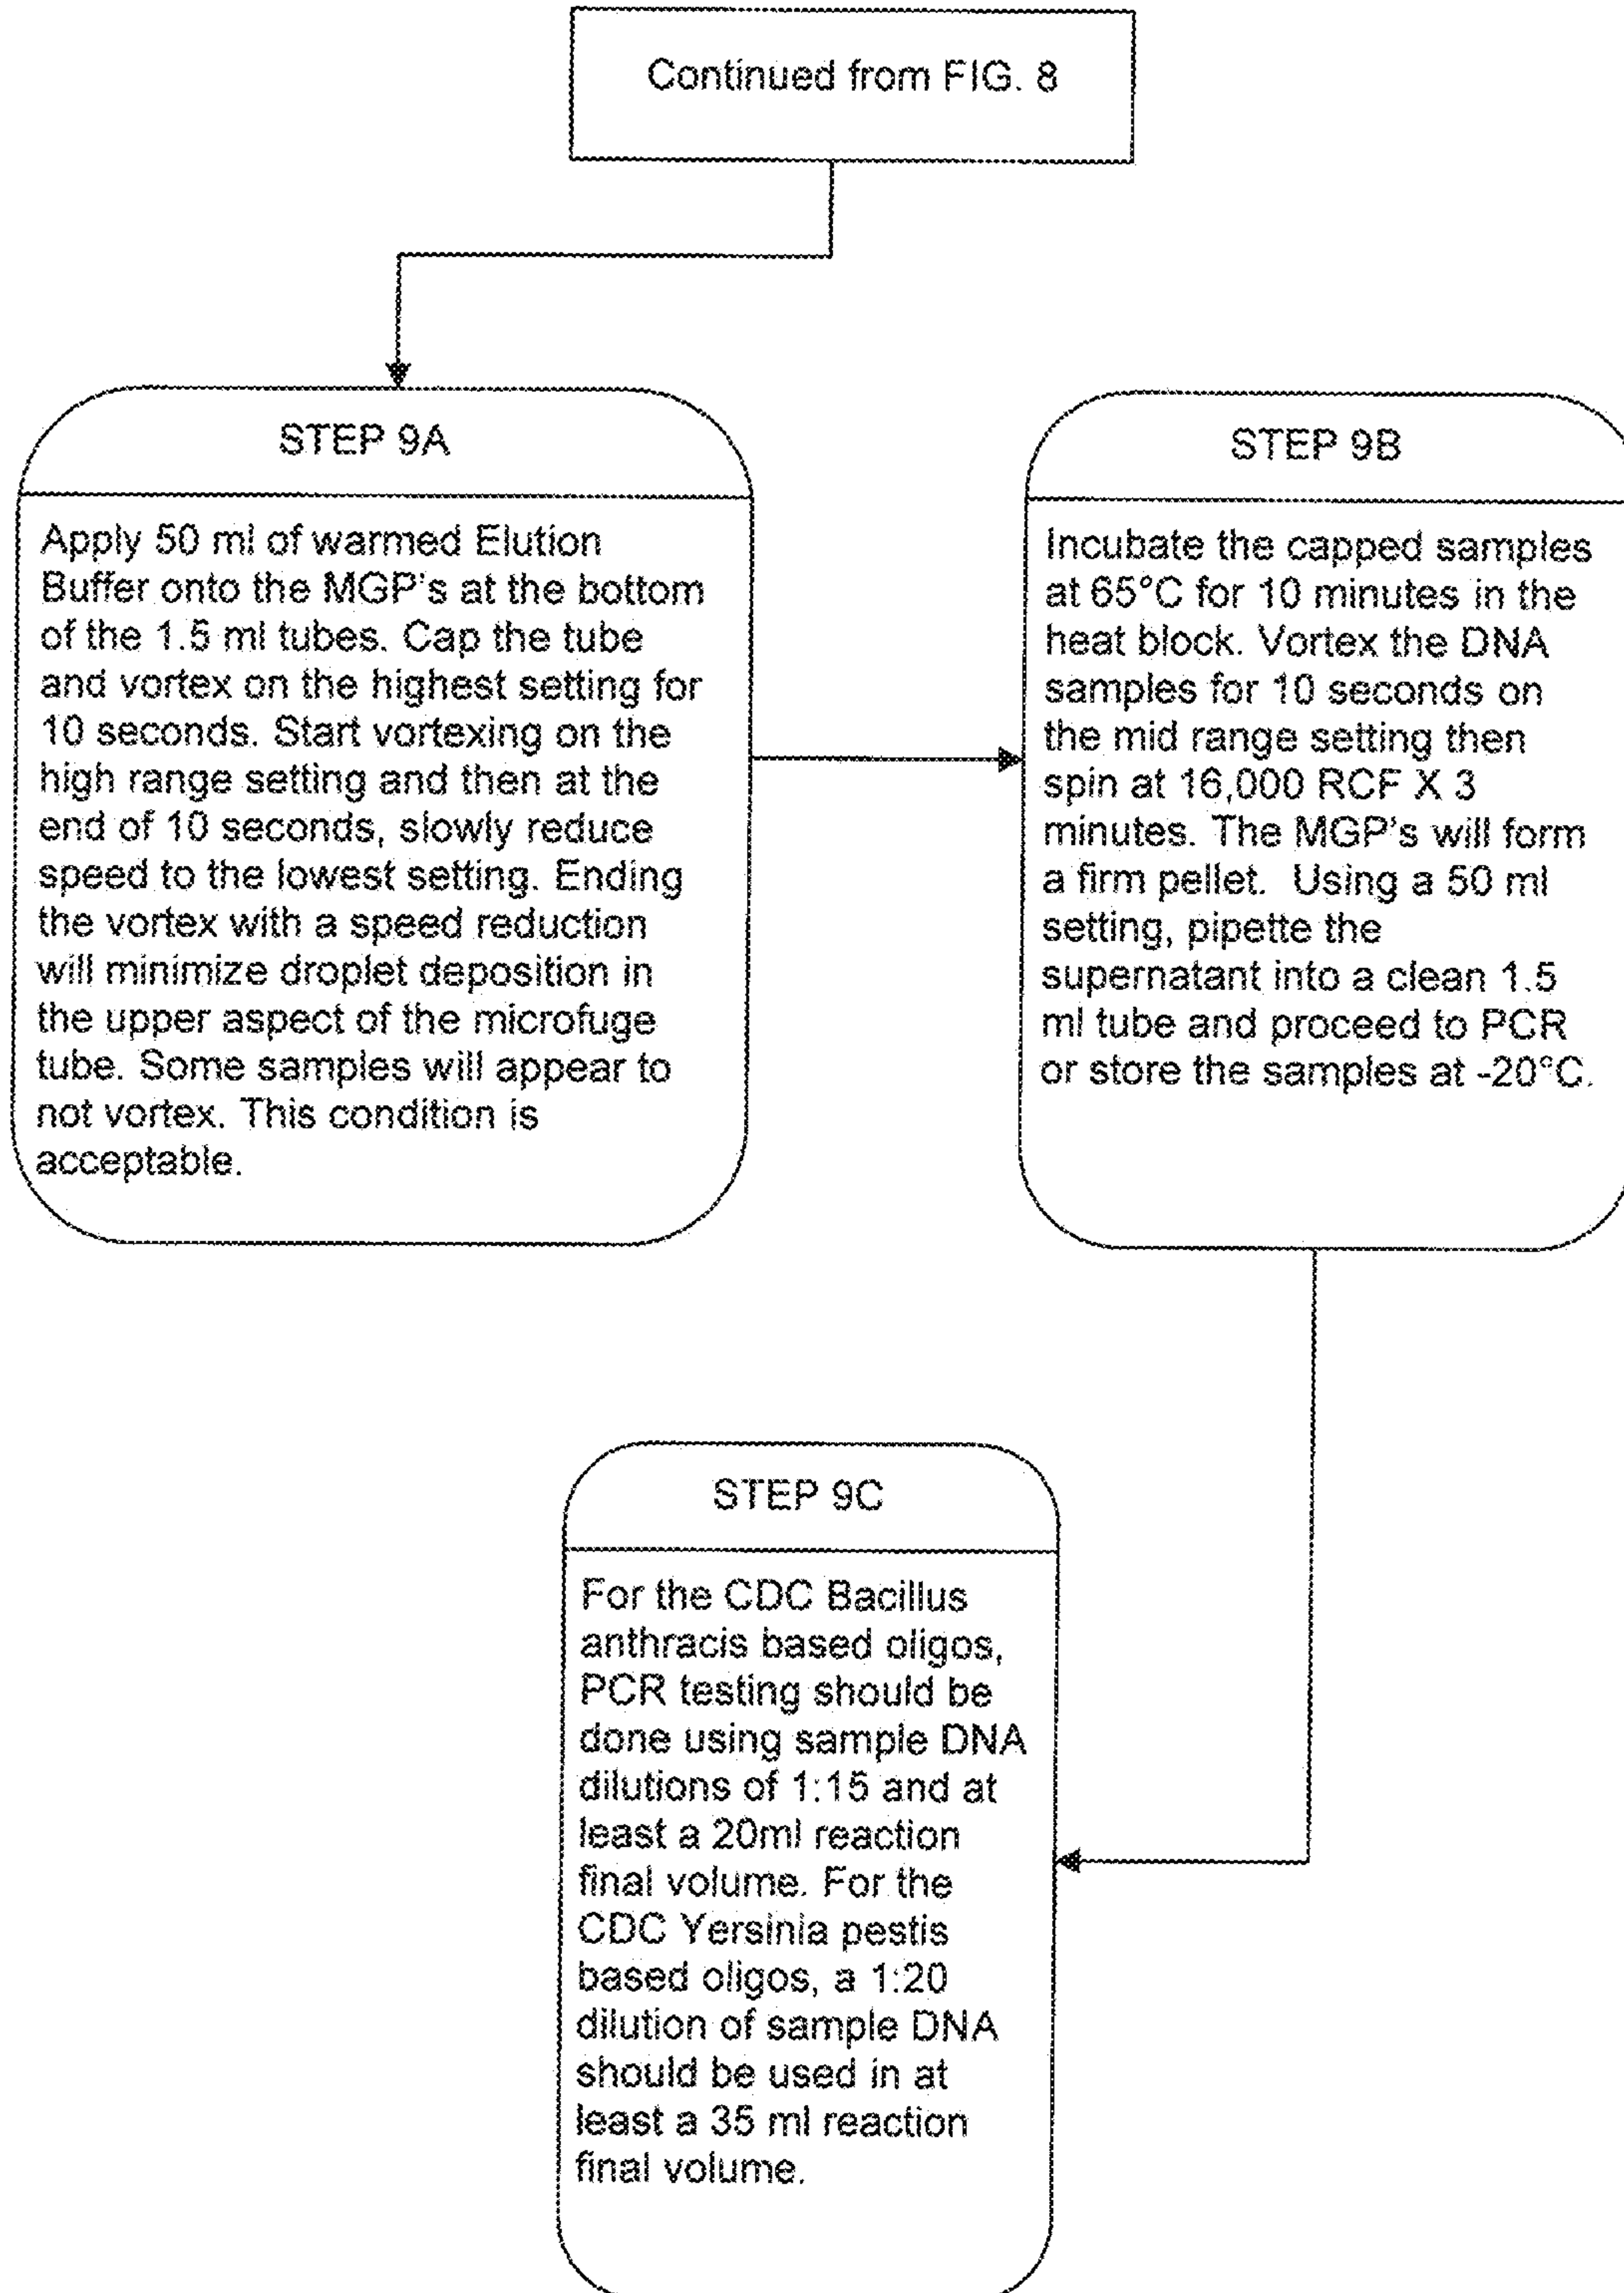 Continued from FIG. 8
STEP 9A
Apply 50 ml of warmed Elution
Buffer onto the MGP's at the bottom
of the 1.5 ml tubes. Cap the tube
and vortex on the highest setting for
10 seconds. Start vortexing on the
high range setting and then at the
end of 10 seconds, slowly reduce
speed to the lowest setting. Ending
the vortex with a speed reduction
will minimize droplet deposition in
the upper aspect of the microfuge
tube. Some samples will appear to
not vortex. This condition is
acceptable.
STEP 9B
Incubate the capped samples
at 65°C for 10 minutes in the
heat block. Vortex the DNA
samples for 10 seconds on
the mid range setting then
spin at 16,000 RCF X 3
minutes. The MGP's will form
a firm pellet. Using a 50 ml
setting, pipette the
supernatant into a clean 1.5
ml tube and proceed to PCR
or store the samples at -20°C.
STEP 9C
For the CDC Bacillus
anthracis based oligos,
PCR testing should be
done using sample DNA
dilutions of 1:15 and at
least a 20ml reaction
final volume. For the
CDC Yersinia pestis
based oligos, a 1:20
dilution of sample DNA
should be used in at
least a 35 ml reaction
final volume.